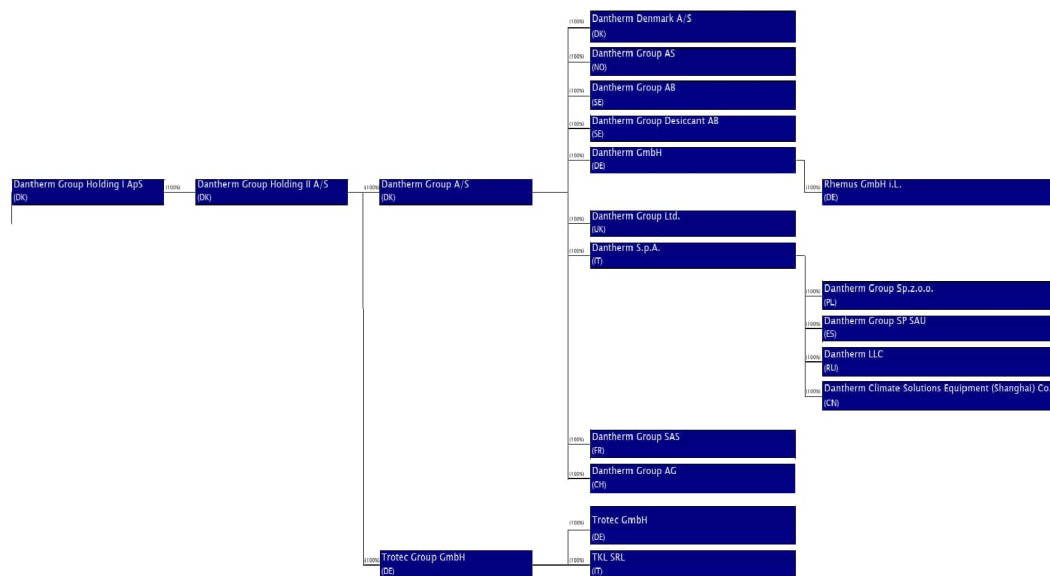 (100%)
Dantherm Denmark A/S
(DK)
(100%)
Dantherm Group AS
(NO)
(100%)
Dantherm Group AB
(SE)
(100%)
Dantherm Group Desiccant AB
(SE)
(100%)
Dantherm GmbH
(DE)
Dantherm Group Holding I ApS
(DK)
(100%)
Dantherm Group Holding II A/S
(DK)
(100%)
Dantherm Group A/S
(DK)
(100%)
Rhemus GmbH i.L.
(DE)
(100%)
Dantherm Group Ltd.
(UK)
(100%)
Dantherm S.p.A.
(IT)
(100%)
Dantherm Group Sp.z.o.o.
(PL)
(100%)
Dantherm Group SP SAU
(ES)
(100%)
Dantherm LLC
(RU)
(100%)
Dantherm Climate Solutions Equipment (Shanghai) Co.
(CN)
(100%)
Dantherm Group SAS
(FR)
(100%)
Dantherm Group AG
(CH)
(100%)
Trotec GmbH
(DE)
(100%)
Trotec Group GmbH
(DE)
(100%)
TKL SRL
(IT)